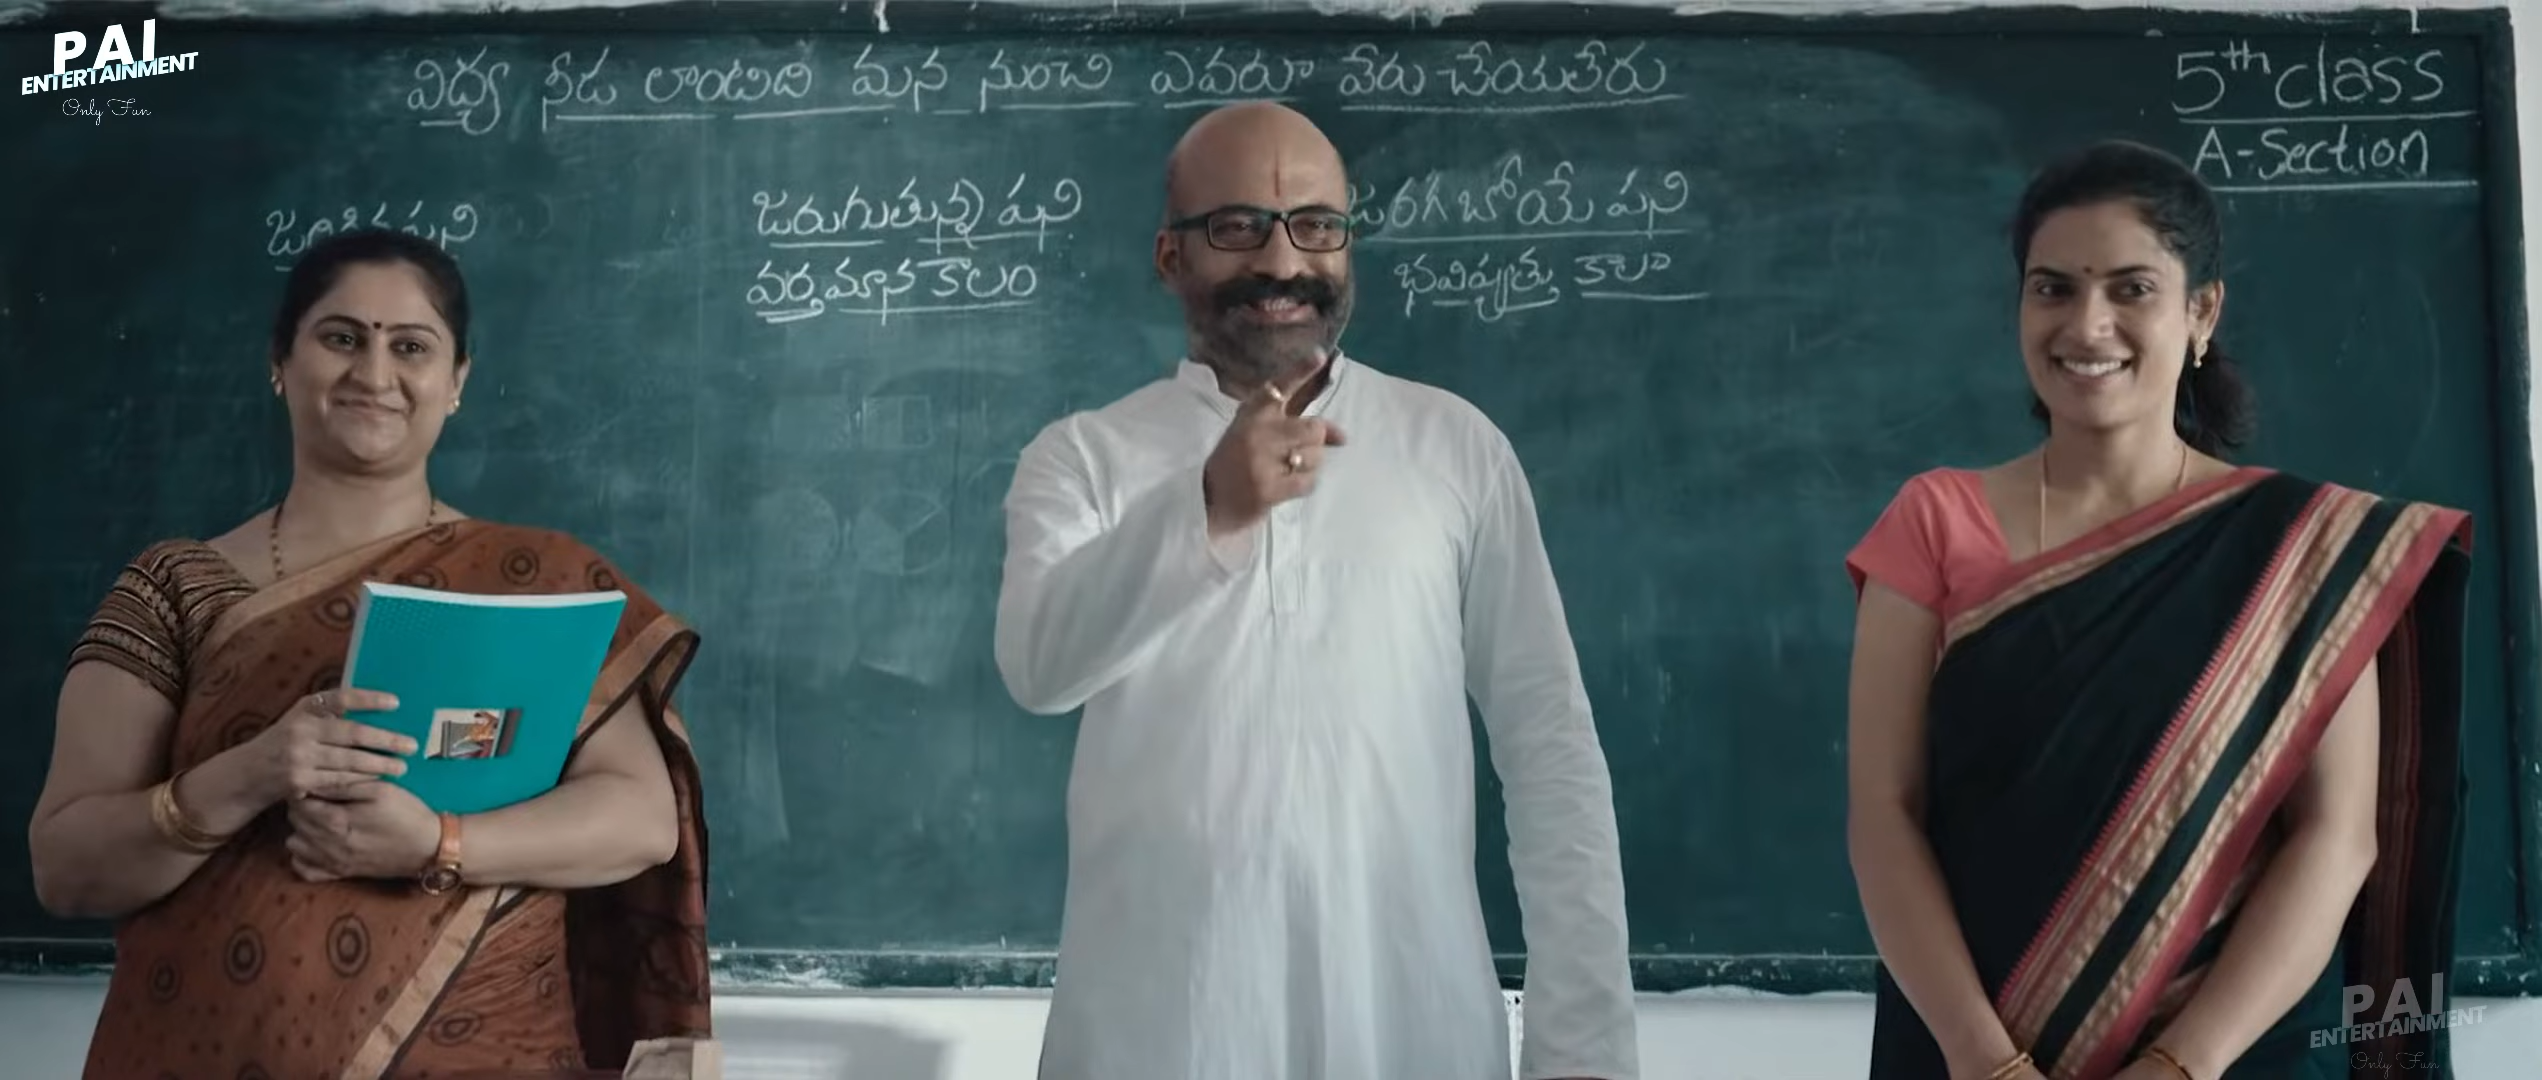 PAI
ENTERTAINMENT
Only Fun
విద్య నీడ లాంటిది మన నుంచి ఎవరూ వేరు చేయలేరు
5th class
A-Section
పని
జరుగుతున్న పని
జరగబోయే పని
వర్తమాన కాలం
భవిష్యత్తు కాలం
PAI
ENTERTAINMENT
Only Fun